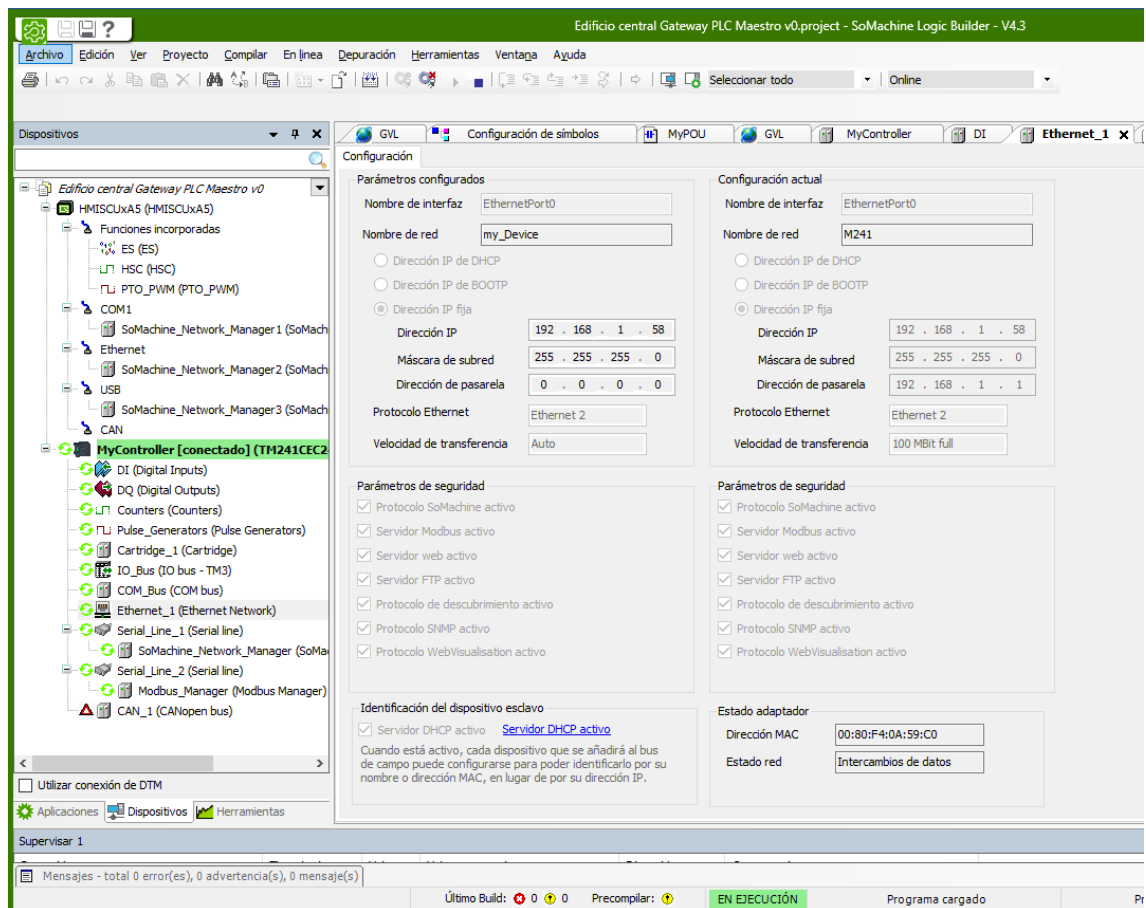 Edificio central Gateway PLC Maestro v0.project - SoMachine Logic Builder - V4.3
Archivo Edición Ver Proyecto Compilar En línea Depuración Herramientas Ventana Ayuda
Seleccionar todo Online
Dispositivos
GVL Configuración de símbolos MyPOU GVL MyController DI Ethernet_1
Configuración
Edificio central Gateway PLC Maestro v0
HMISCUxA5 (HMISCUxA5)
Funciones incorporadas
ES (ES)
HSC (HSC)
PTO_PWM (PTO_PWM)
COM1
SoMachine_Network_Manager1 (SoMach
Ethernet
SoMachine_Network_Manager2 (SoMach
USB
SoMachine_Network_Manager3 (SoMach
CAN
MyController [conectado] (TM241CEC2
DI (Digital Inputs)
DQ (Digital Outputs)
Counters (Counters)
Pulse_Generators (Pulse Generators)
Cartridge_1 (Cartridge)
IO_Bus (IO bus - TM3)
COM_Bus (COM bus)
Ethernet_1 (Ethernet Network)
Serial_Line_1 (Serial line)
SoMachine_Network_Manager (SoMa
Serial_Line_2 (Serial line)
Modbus_Manager (Modbus Manager)
CAN_1 (CANopen bus)
Utilizar conexión de DTM
Aplicaciones Dispositivos Herramientas
Parámetros configurados
Nombre de interfaz EthernetPort0
Nombre de red my_Device
Dirección IP de DHCP
Dirección IP de BOOTP
Dirección IP fija
Dirección IP 192 . 168 . 1 . 58
Máscara de subred 255 . 255 . 255 . 0
Dirección de pasarela 0 . 0 . 0 . 0
Protocolo Ethernet Ethernet 2
Velocidad de transferencia Auto
Configuración actual
Nombre de interfaz EthernetPort0
Nombre de red M241
Dirección IP de DHCP
Dirección IP de BOOTP
Dirección IP fija
Dirección IP 192 . 168 . 1 . 58
Máscara de subred 255 . 255 . 255 . 0
Dirección de pasarela 192 . 168 . 1 . 1
Protocolo Ethernet Ethernet 2
Velocidad de transferencia 100 MBit full
Parámetros de seguridad
Protocolo SoMachine activo
Servidor Modbus activo
Servidor web activo
Servidor FTP activo
Protocolo de descubrimiento activo
Protocolo SNMP activo
Protocolo WebVisualisation activo
Parámetros de seguridad
Protocolo SoMachine activo
Servidor Modbus activo
Servidor web activo
Servidor FTP activo
Protocolo de descubrimiento activo
Protocolo SNMP activo
Protocolo WebVisualisation activo
Identificación del dispositivo esclavo
Servidor DHCP activo Servidor DHCP activo
Cuando está activo, cada dispositivo que se añadirá al bus
de campo puede configurarse para poder identificarlo por su
nombre o dirección MAC, en lugar de por su dirección IP.
Estado adaptador
Dirección MAC 00:80:F4:0A:59:C0
Estado red Intercambios de datos
Supervisar 1
Mensajes - total 0 error(es), 0 advertencia(s), 0 mensaje(s)
Último Build: 0 0 Precompilar: EN EJECUCIÓN Programa cargado